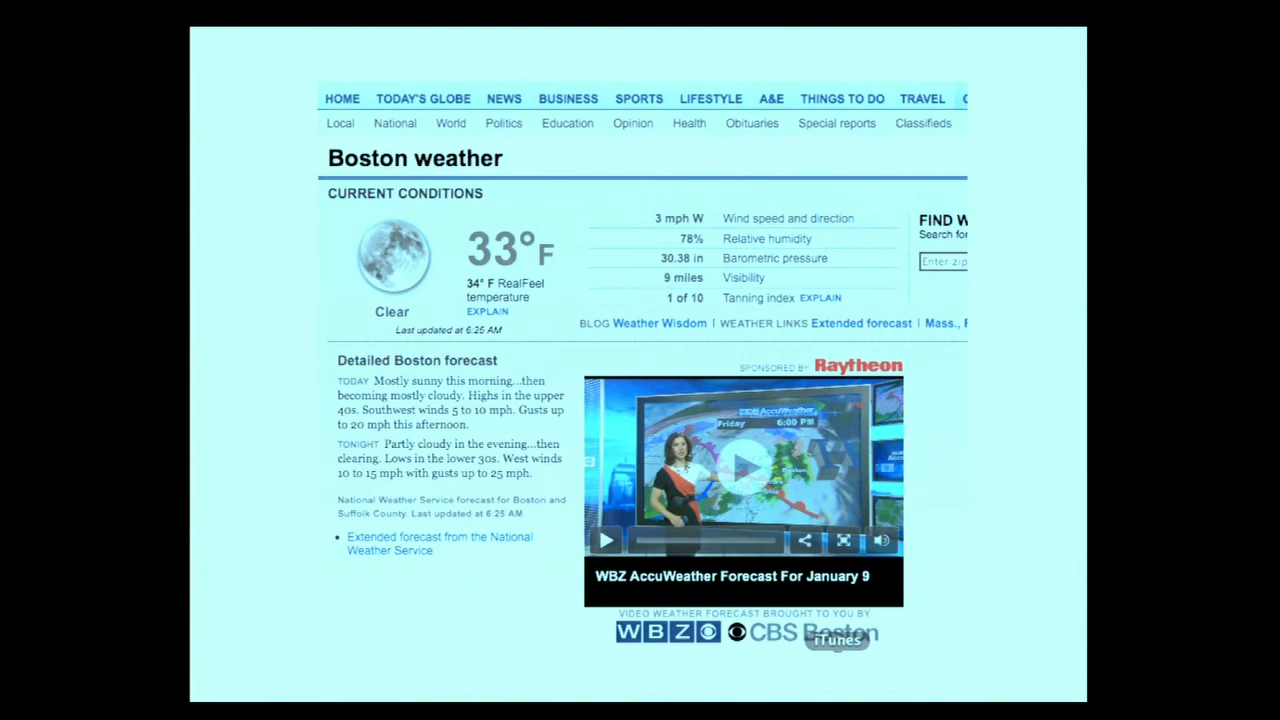 HOME TODAY'S GLOBE NEWS BUSINESS SPORTS LIFESTYLE A&E THINGS TO DO TRAVEL
Local National World Politics Education Opinion Health Obituaries Special reports Classifieds
Boston weather
CURRENT CONDITIONS
33°F
34° F RealFeel
temperature
EXPLAIN
Clear
Last updated at 6:25 AM
3 mph W Wind speed and direction
78% Relative humidity
30.38 in Barometric pressure
9 miles Visibility
1 of 10 Tanning index EXPLAIN
FIND W
Search for
Enter zip
BLOG Weather Wisdom | WEATHER LINKS Extended forecast | Mass., F
Detailed Boston forecast
TODAY Mostly sunny this morning...then
becoming mostly cloudy. Highs in the upper
40s. Southwest winds 5 to 10 mph. Gusts up
to 20 mph this afternoon.
TONIGHT Partly cloudy in the evening...then
clearing. Lows in the lower 30s. West winds
10 to 15 mph with gusts up to 25 mph.
National Weather Service forecast for Boston and
Suffolk County. Last updated at 6:25 AM
• Extended forecast from the National
Weather Service
SPONSORED BY Raytheon
AccuWeather
Friday 6:00 PM
Boston
WBZ AccuWeather Forecast For January 9
VIDEO WEATHER FORECAST BROUGHT TO YOU BY
WBZ CBS Boston
iTunes